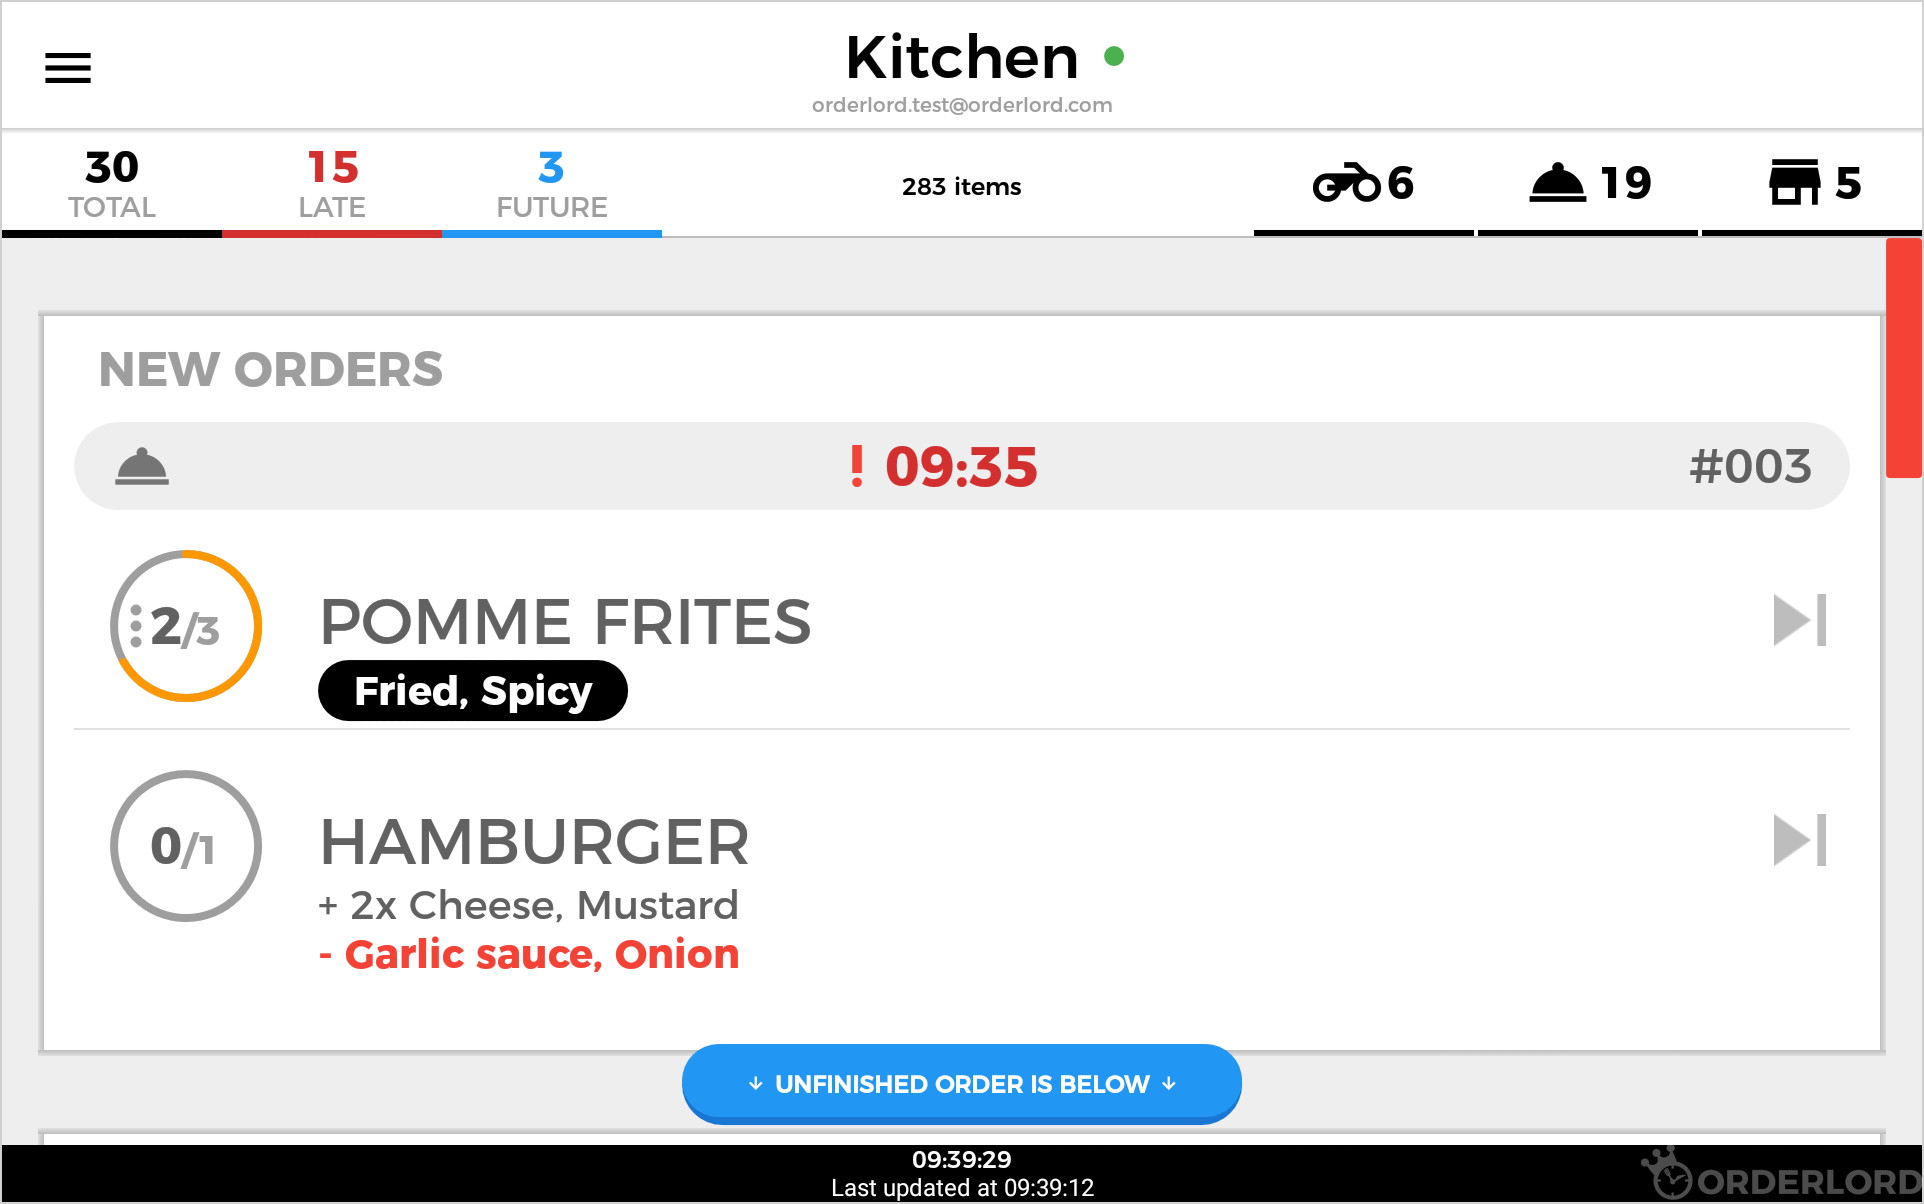 Kitchen
orderlord.test@orderlord.com
30 15 3 283 items 6 19 5
TOTAL LATE FUTURE
NEW ORDERS
! 09:35 #003
2/3 POMME FRITES
Fried, Spicy
0/1 HAMBURGER
+ 2x Cheese, Mustard
- Garlic sauce, Onion
↓ UNFINISHED ORDER IS BELOW ↓
09:39:29
Last updated at 09:39:12
ORDERLORD